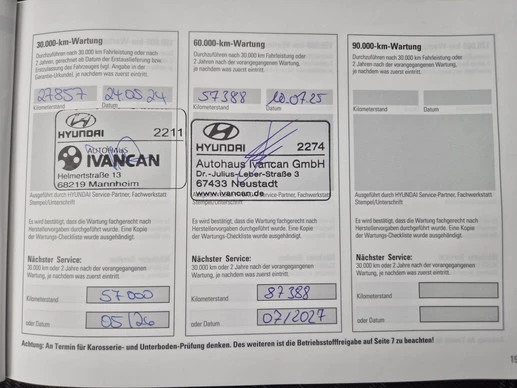 30.000-km-Wartung
Durchzuführen nach 30.000 km Fahrleistung oder nach
2 Jahren, gerechnet ab Datum der Erstauslieferung bzw.
Erstzulassung des Fahrzeuges (vgl. Angabe in der
Garantie-Urkunde), je nachdem was zuerst eintritt.
27857 24.05.24
Kilometerstand Datum
HYUNDAI 2211
AUTOHAUS
IVANCAN
Helmertstraße 13
68219 Mannheim
Ausgeführt durch HYUNDAI Service-Partner, Fachwerkstatt
Stempel/Unterschrift
Es wird bestätigt, dass die Wartung fachgerecht nach
Herstellervorgaben durchgeführt wurde. Eine Kopie
der Wartungs-Checkliste wurde ausgehändigt.
Nächster Service:
30.000 km oder 2 Jahre nach der vorangegangenen
Wartung, je nachdem was zuerst eintritt.
Kilometerstand 57000
oder Datum 05/26
60.000-km-Wartung
Durchzuführen nach 30.000 km Fahrleistung oder
2 Jahre nach der vorangegangenen Wartung,
je nachdem was zuerst eintritt.
57388 10.07.25
Kilometerstand Datum
HYUNDAI 2274
Autohaus Ivancan GmbH
Dr.-Julius-Leber-Straße 3
67433 Neustadt
www.ivancan.de
Ausgeführt durch HYUNDAI Service-Partner, Fachwerkstatt
Stempel/Unterschrift
Es wird bestätigt, dass die Wartung fachgerecht nach
Herstellervorgaben durchgeführt wurde. Eine Kopie
der Wartungs-Checkliste wurde ausgehändigt.
Nächster Service:
30.000 km oder 2 Jahre nach der vorangegangenen
Wartung, je nachdem was zuerst eintritt.
Kilometerstand 87388
oder Datum 07/2027
90.000-km-Wartung
Durchzuführen nach 30.000 km Fahrleistung oder
2 Jahre nach der vorangegangenen Wartung,
je nachdem was zuerst eintritt.
Kilometerstand Datum
Ausgeführt durch HYUNDAI Service-Partner, Fachwerkstatt
Stempel/Unterschrift
Es wird bestätigt, dass die Wartung fachgerecht nach
Herstellervorgaben durchgeführt wurde. Eine Kopie
der Wartungs-Checkliste wurde ausgehändigt.
Nächster Service:
30.000 km oder 2 Jahre nach der vorangegangenen
Wartung, je nachdem was zuerst eintritt.
Kilometerstand
oder Datum
Achtung: An Termin für Karosserie- und Unterboden-Prüfung denken. Des weiteren ist die Betriebsstofffreigabe auf Seite 7 zu beachten!